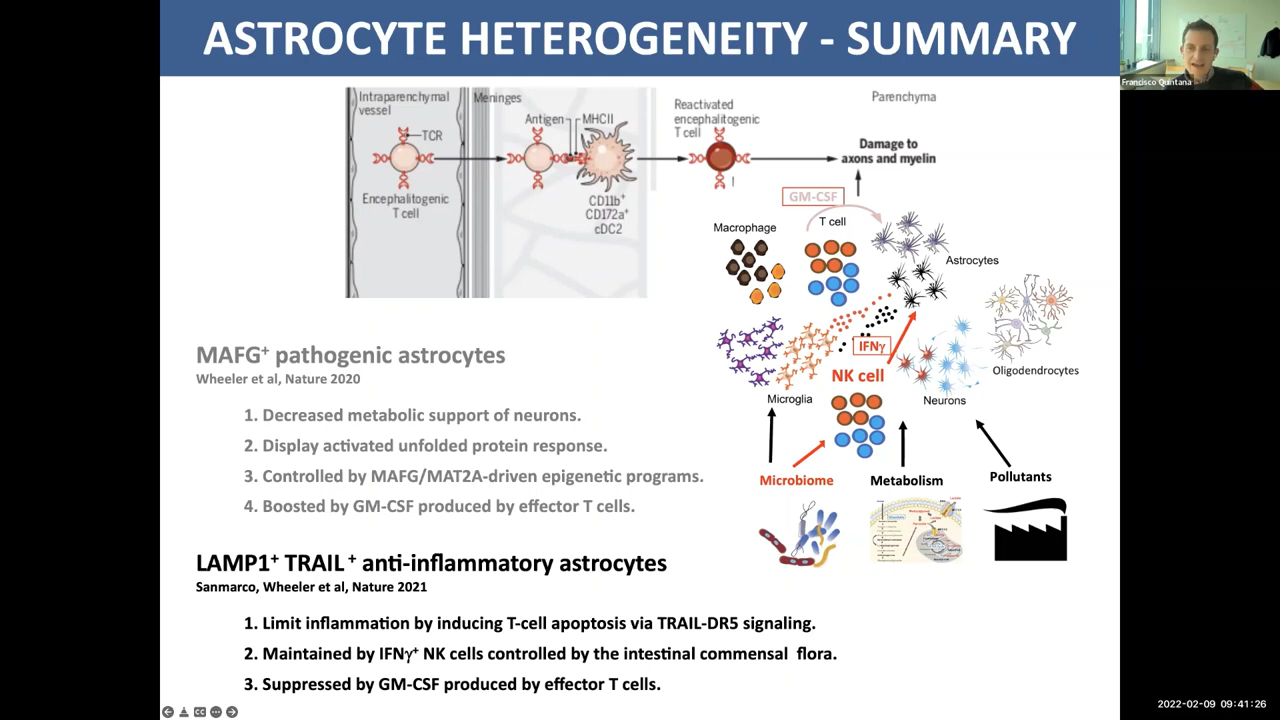 ASTROCYTE HETEROGENEITY - SUMMARY
Francisco Quintana
Intraparenchymal
vessel
Meninges
TCR
Antigen
MHCII
Encephalitogenic
T cell
CD11b⁺
CD172a⁺
cDC2
Reactivated
encephalitogenic
T cell
Parenchyma
Damage to
axons and myelin
GM-CSF
Macrophage
T cell
Astrocytes
IFNγ
NK cell
Microglia
Neurons
Oligodendrocytes
Microbiome
Metabolism
Pollutants
MAFG⁺ pathogenic astrocytes
Wheeler et al, Nature 2020
1. Decreased metabolic support of neurons.
2. Display activated unfolded protein response.
3. Controlled by MAFG/MAT2A-driven epigenetic programs.
4. Boosted by GM-CSF produced by effector T cells.
LAMP1⁺ TRAIL⁺ anti-inflammatory astrocytes
Sanmarco, Wheeler et al, Nature 2021
1. Limit inflammation by inducing T-cell apoptosis via TRAIL-DR5 signaling.
2. Maintained by IFNγ⁺ NK cells controlled by the intestinal commensal flora.
3. Suppressed by GM-CSF produced by effector T cells.
CC
2022-02-09 09:41:26